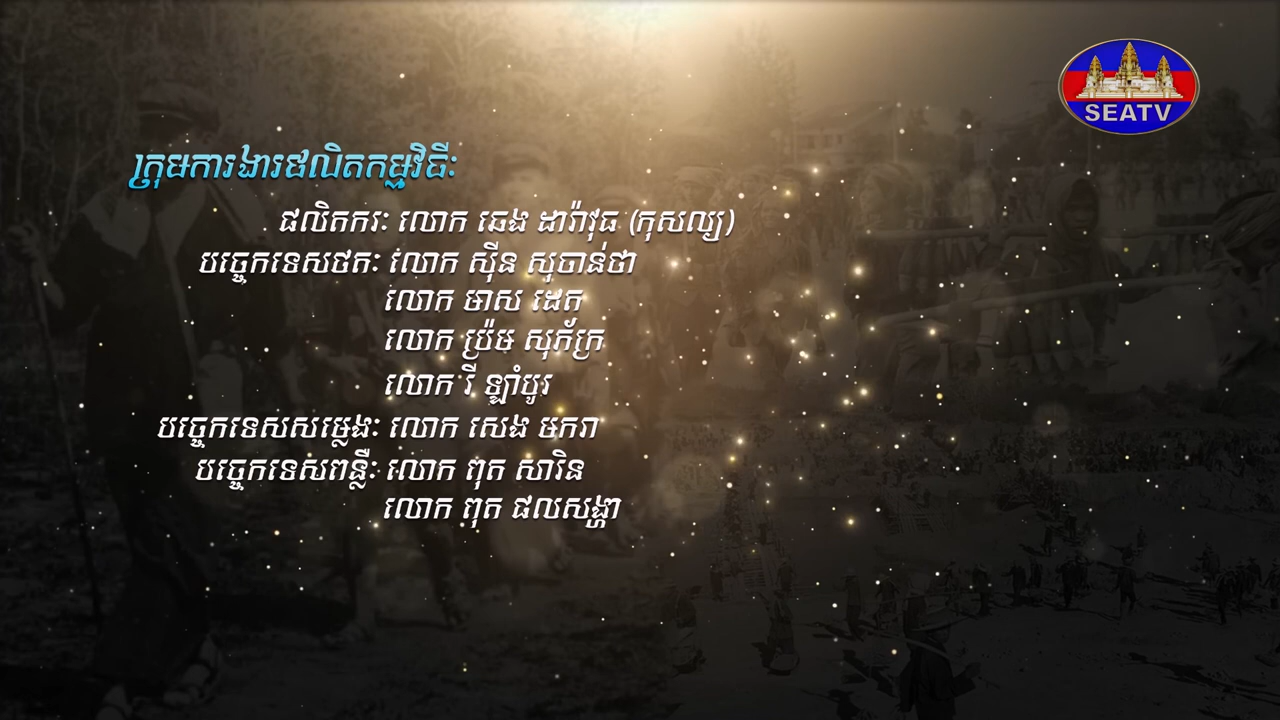 SEATV
ក្រុមការងារផលិតកម្មវិធីៈ
ផលិតករៈ លោក ឆេង ដារ៉ាវុធ (កុសល្យ)
បច្ចេកទេសថតៈ លោក ស៊ីន សុចាន់ថា
លោក មាស ដេត
លោក ប្រ៉ម សុភ័ក្រ
លោក រី ឡាំបូរ
បច្ចេកទេសសម្លេងៈ លោក សេង មករា
បច្ចេកទេសពន្លឺៈ លោក ពុត សារិន
លោក ពុត ផលសង្ហា